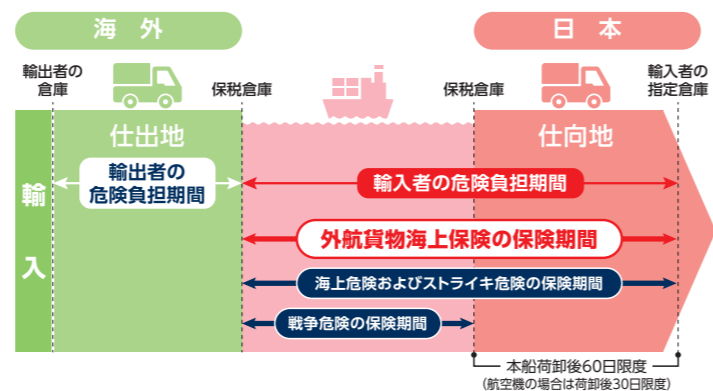 海 外
日 本
輸出者の
倉庫
保税倉庫
保税倉庫
輸入者の
指定倉庫
仕出地
仕向地
輸
入
輸出者の
危険負担期間
輸入者の危険負担期間
外航貨物海上保険の保険期間
海上危険およびストライキ危険の保険期間
戦争危険の保険期間
本船荷卸後60日限度
(航空機の場合は荷卸後30日限度)